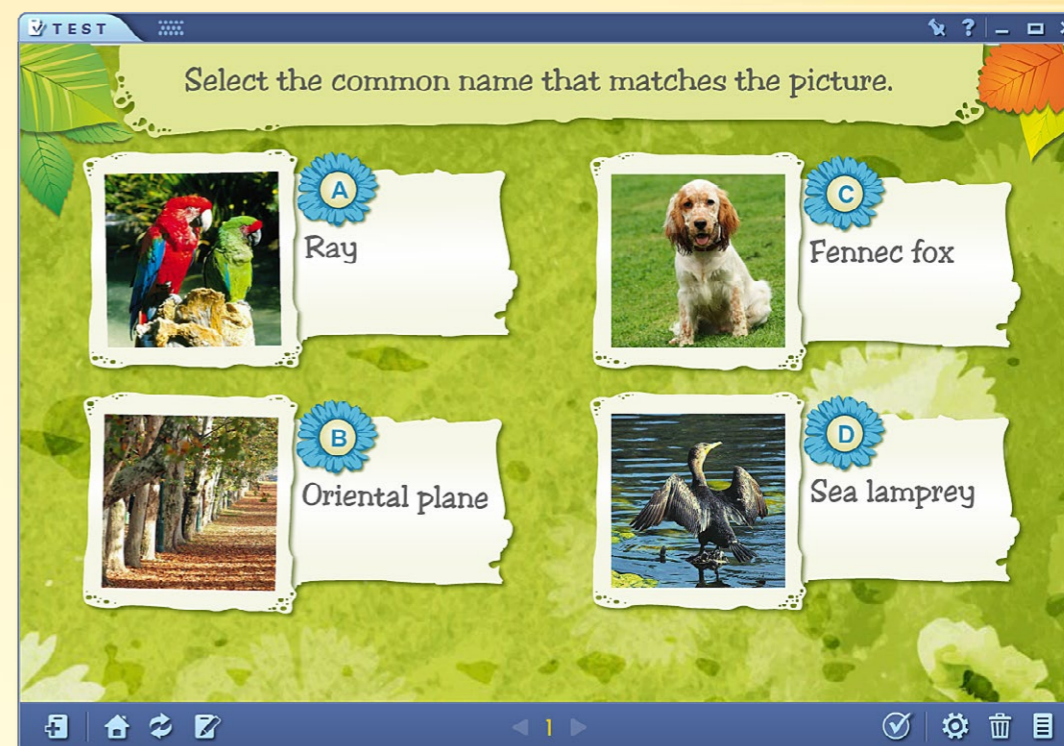 TEST
?
Select the common name that matches the picture.
A
Ray
C
Fennec fox
B
Oriental plane
D
Sea lamprey
1